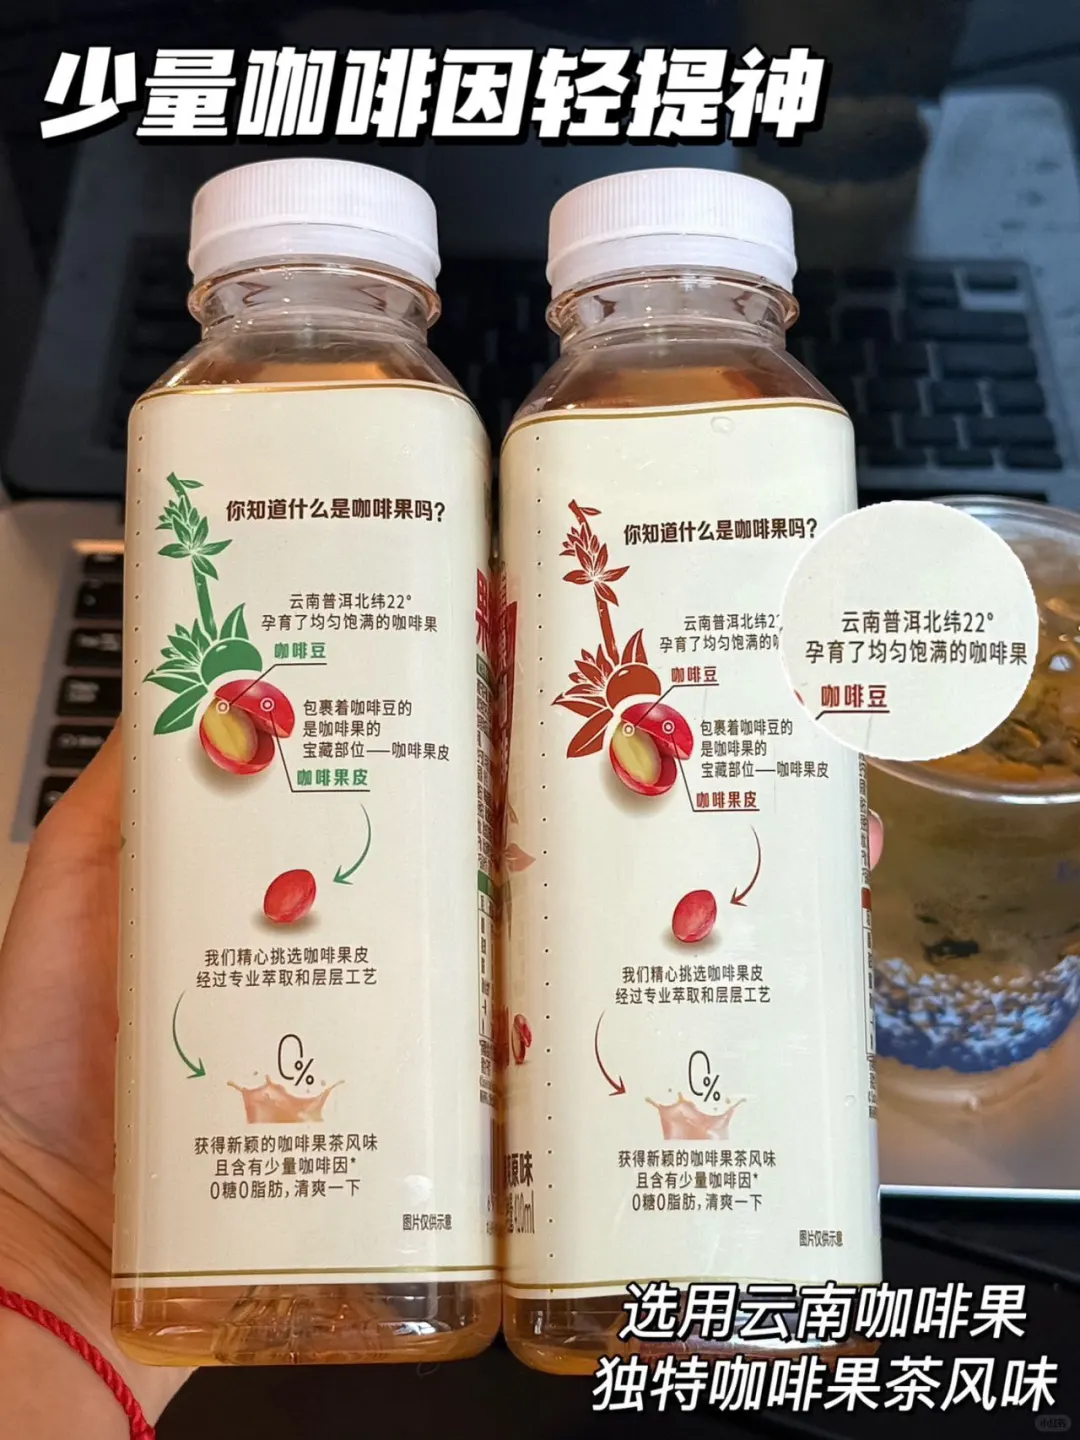 少量咖啡因轻提神
你知道什么是咖啡果吗?
云南普洱北纬22°
孕育了均匀饱满的咖啡果
咖啡豆
包裹着咖啡豆的
是咖啡果的
宝藏部位——咖啡果皮
咖啡果皮
我们精心挑选咖啡果皮
经过专业萃取和层层工艺
0%
获得新颖的咖啡果茶风味
且含有少量咖啡因*
0糖0脂肪,清爽一下
图片仅供示意
你知道什么是咖啡果吗?
云南普洱北纬22°
孕育了均匀饱满的咖
咖啡豆
包裹着咖啡豆的
是咖啡果的
宝藏部位——咖啡果皮
咖啡果皮
我们精心挑选咖啡果皮
经过专业萃取和层层工艺
0%
获得新颖的咖啡果茶风味
且含有少量咖啡因*
0糖0脂肪,清爽一下
图片仅供示意
云南普洱北纬22°
孕育了均匀饱满的咖啡果
咖啡豆
原味
420ml
选用云南咖啡果
独特咖啡果茶风味
小红书